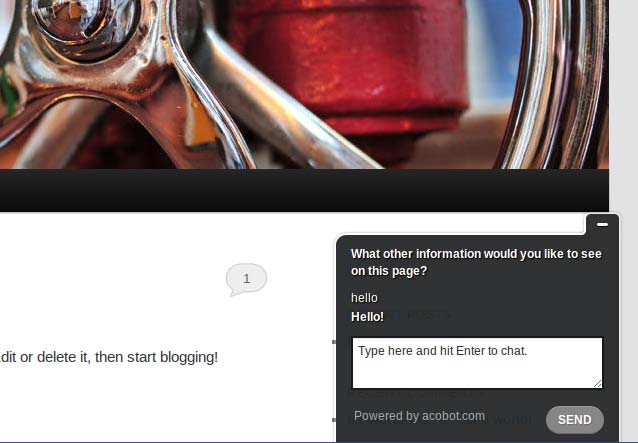 What other information would you like to see
on this page?
1
hello
Hello!
dit or delete it, then start blogging!
Type here and hit Enter to chat.
Powered by acobot.com
SEND